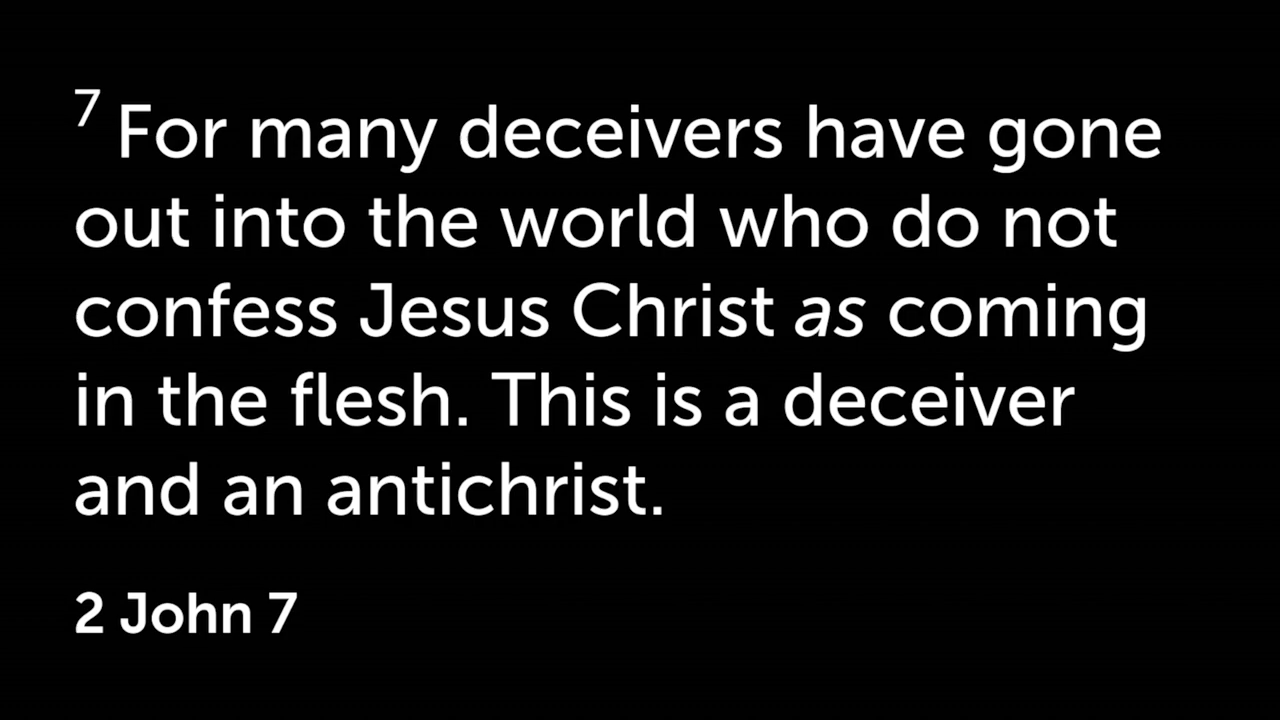 7 For many deceivers have gone
out into the world who do not
confess Jesus Christ as coming
in the flesh. This is a deceiver
and an antichrist.
2 John 7